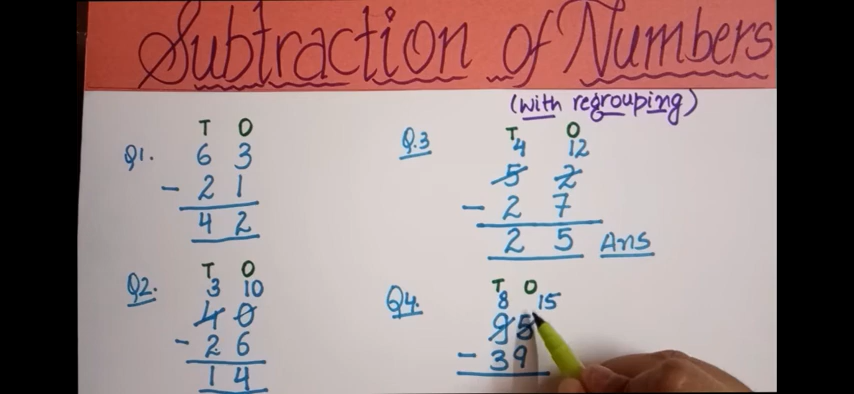 Subtraction of Numbers
(with regrouping)
Q1.
T O
6 3
- 2 1
4 2
Q2.
T O
3 10
4 0
- 2 6
1 4
Q.3
T O
4 12
5 2
- 2 7
2 5 Ans
Q4.
T O
8 15
9 5
- 3 9